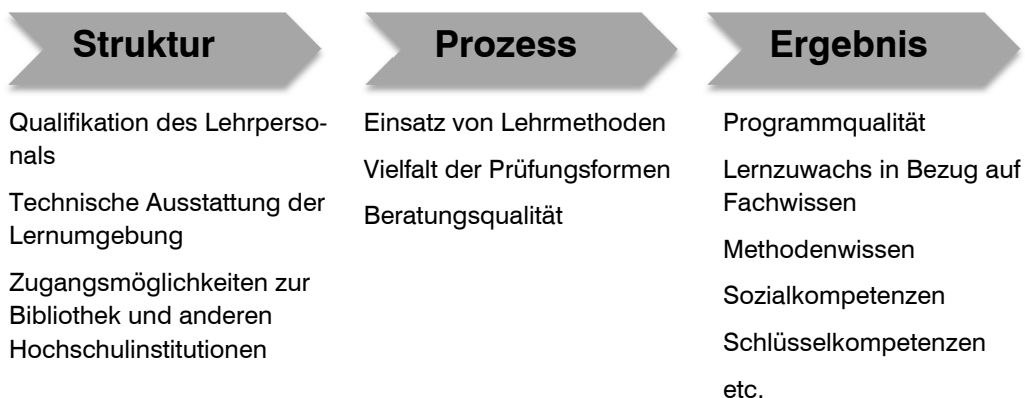 Struktur
Qualifikation des Lehrperso-
nals
Technische Ausstattung der
Lernumgebung
Zugangsmöglichkeiten zur
Bibliothek und anderen
Hochschulinstitutionen
Prozess
Einsatz von Lehrmethoden
Vielfalt der Prüfungsformen
Beratungsqualität
Ergebnis
Programmqualität
Lernzuwachs in Bezug auf
Fachwissen
Methodenwissen
Sozialkompetenzen
Schlüsselkompetenzen
etc.